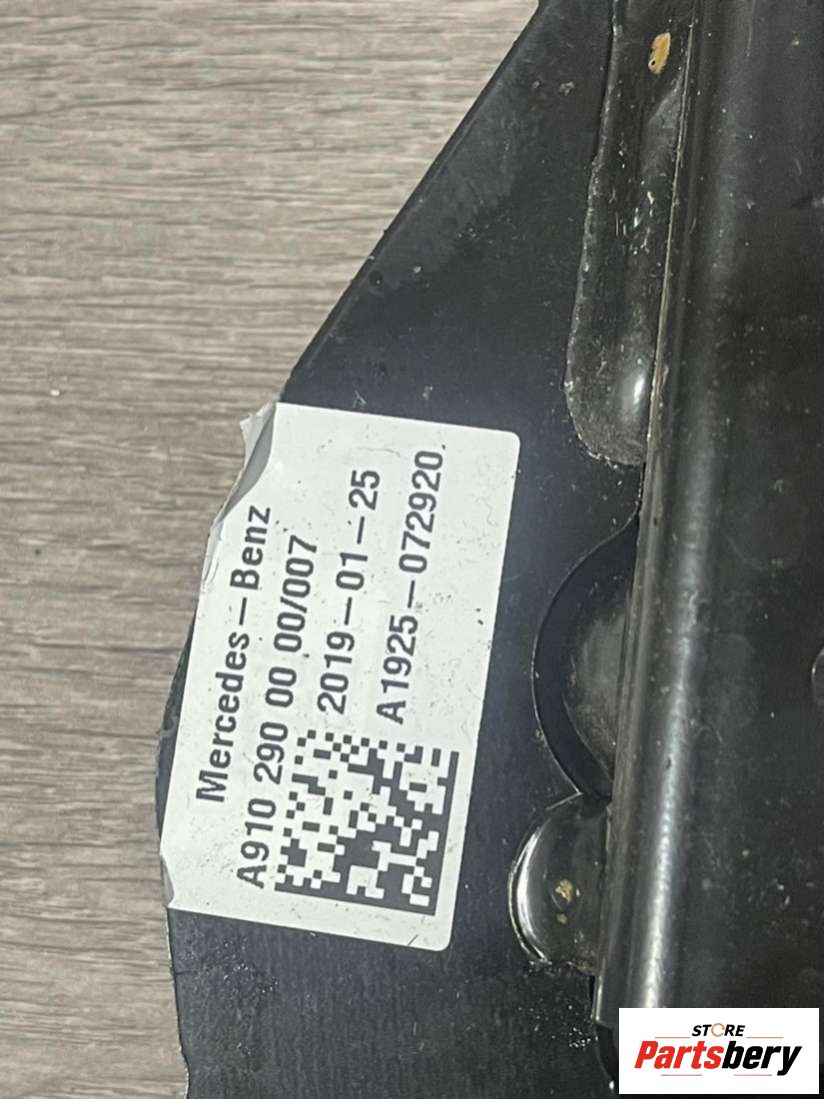 Mercedes-Benz
A910 290 00 00/007
2019-01-25
A1925-072920
STORE
Partsbery